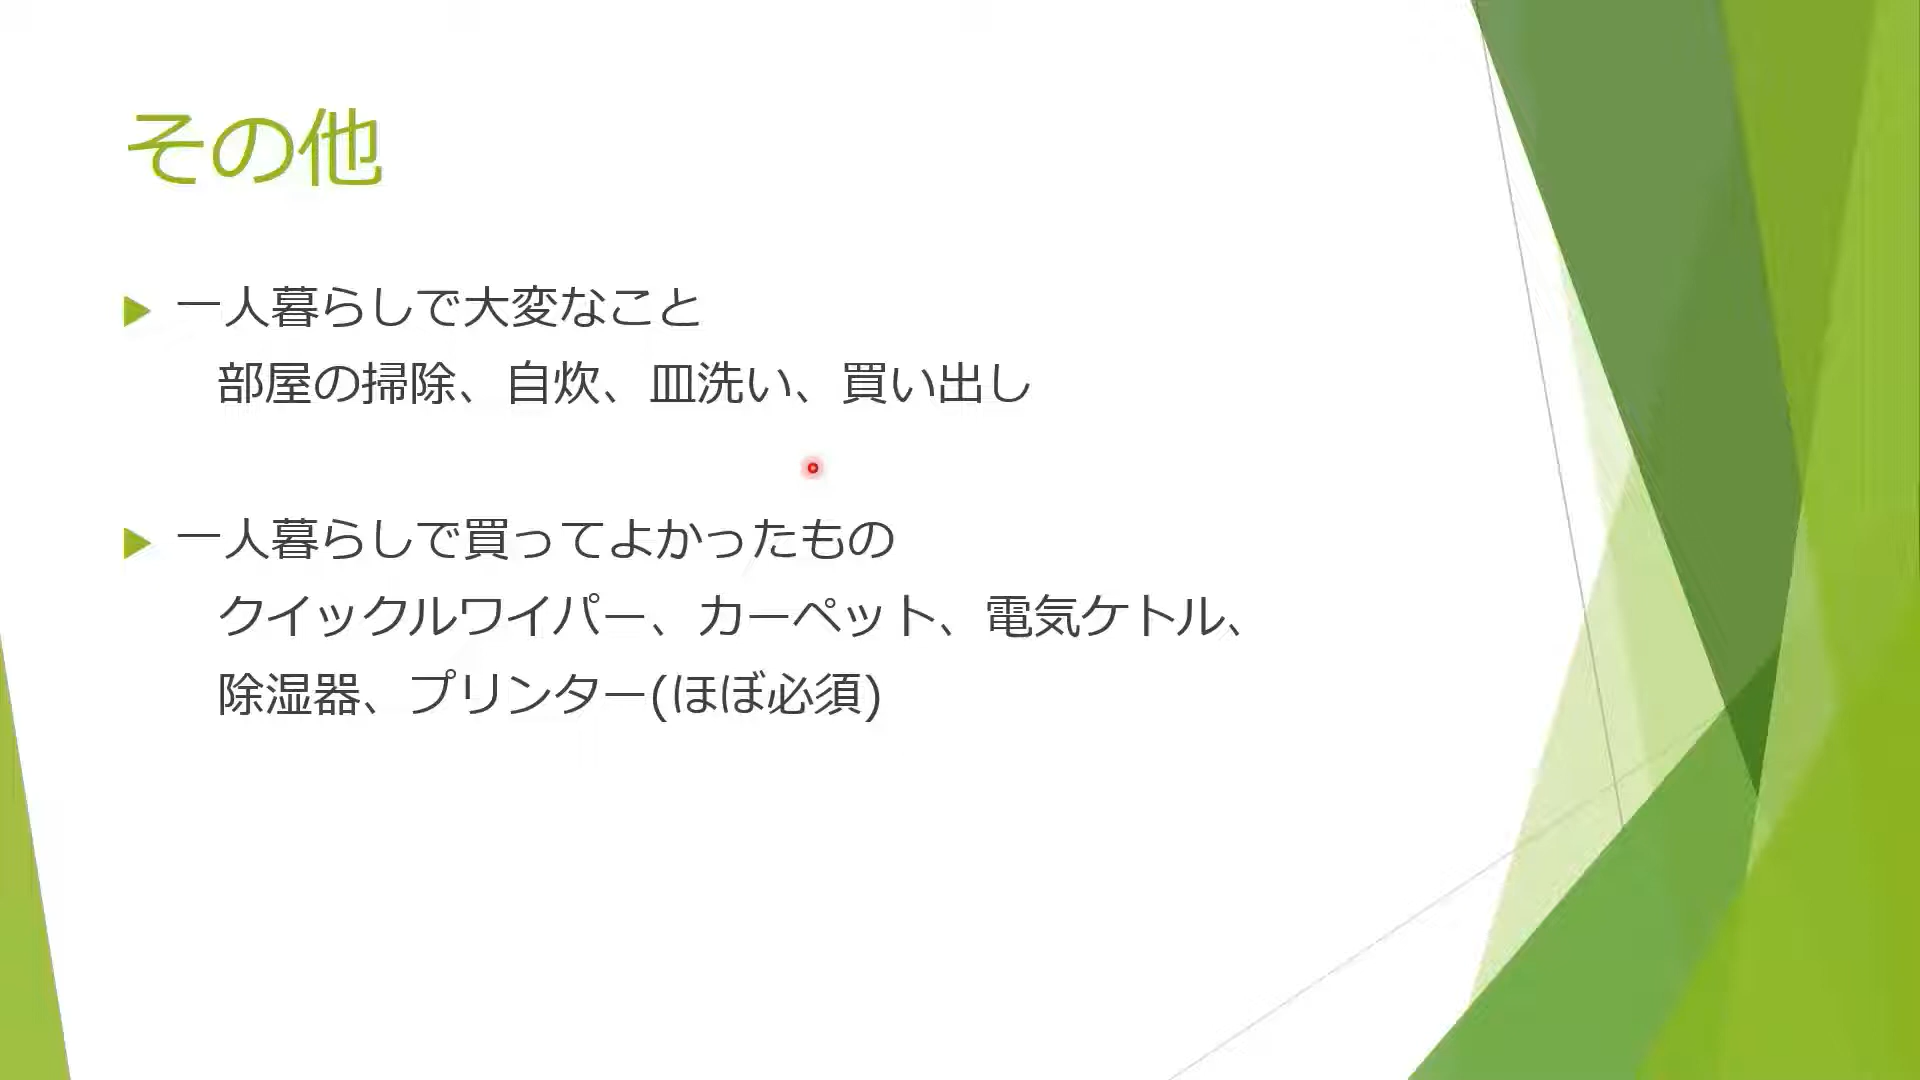 その他
一人暮らしで大変なこと
部屋の掃除、自炊、皿洗い、買い出し
一人暮らしで買ってよかったもの
クイックルワイパー、カーペット、電気ケトル、
除湿器、プリンター(ほぼ必須)